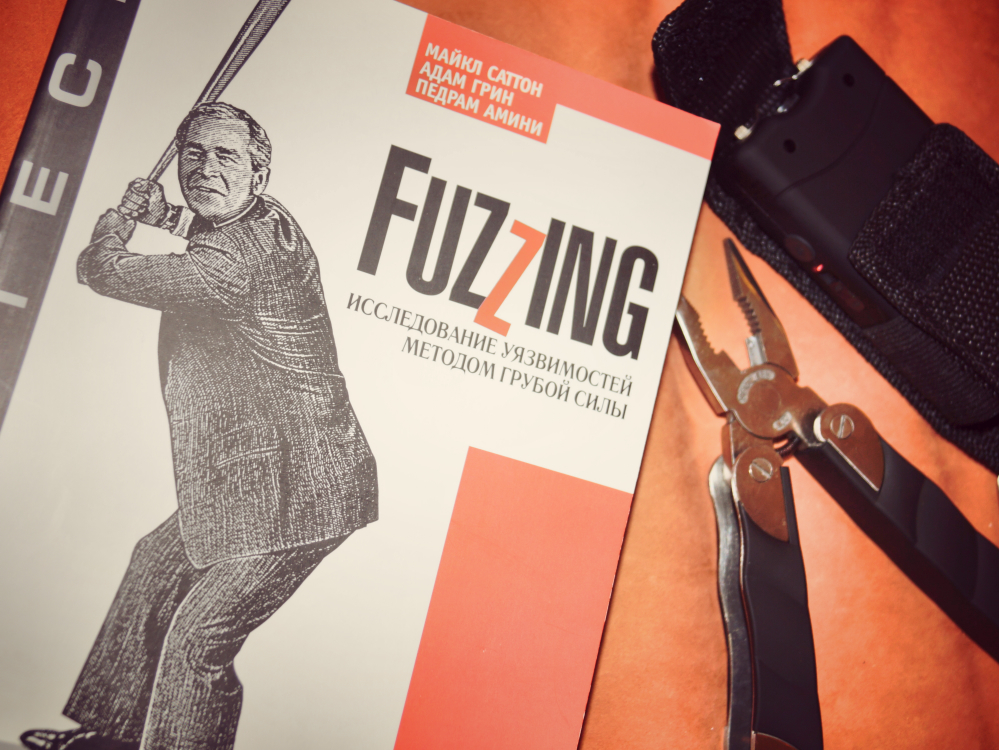 МАЙКЛ САТТОН
АДАМ ГРИН
ПЕДРАМ АМИНИ
FUZZING
ИССЛЕДОВАНИЕ УЯЗВИМОСТЕЙ
МЕТОДОМ ГРУБОЙ СИЛЫ